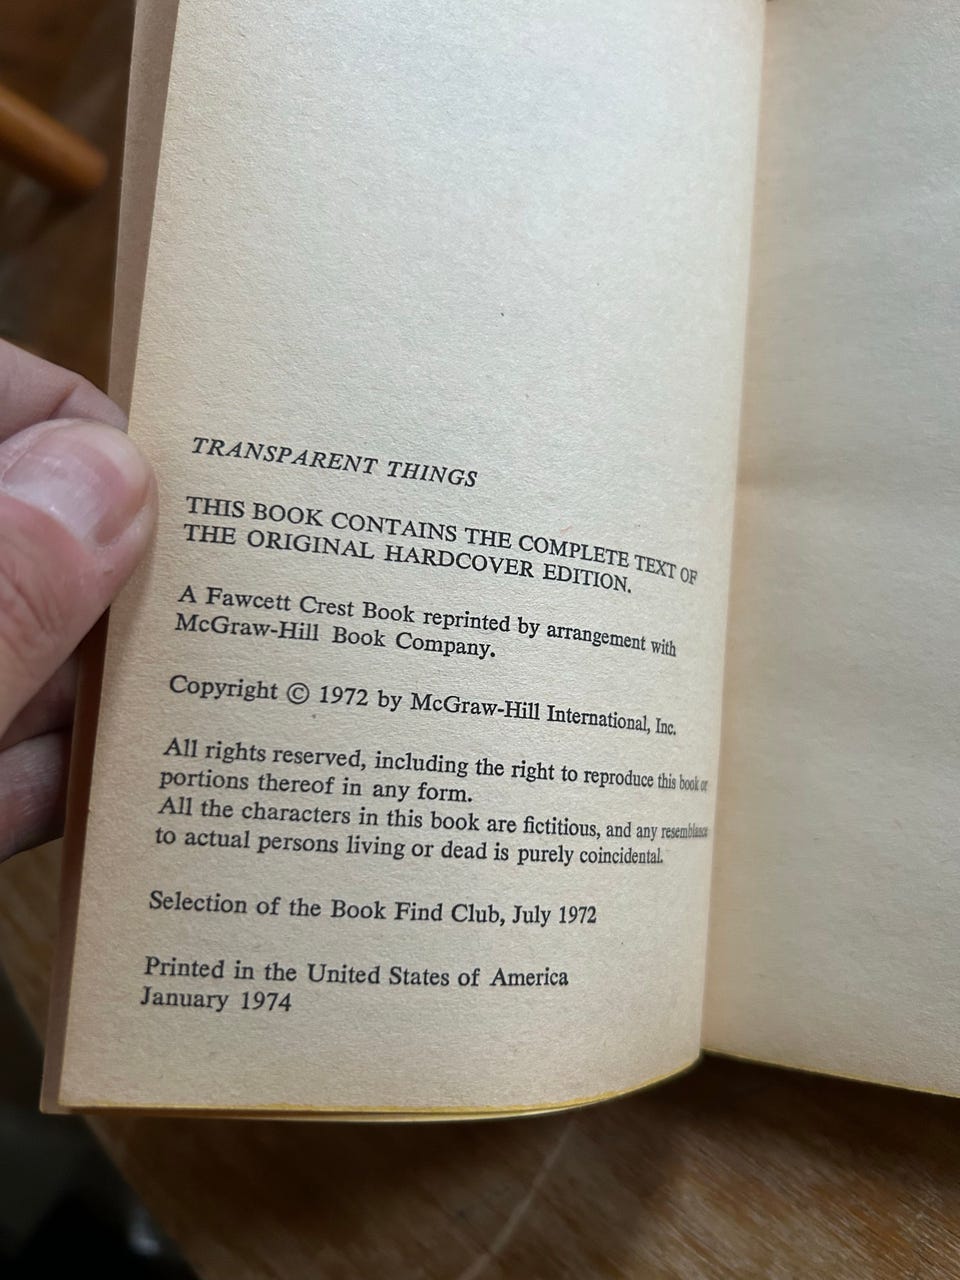 TRANSPARENT THINGS
THIS BOOK CONTAINS THE COMPLETE TEXT OF
THE ORIGINAL HARDCOVER EDITION.
A Fawcett Crest Book reprinted by arrangement with
McGraw-Hill Book Company.
Copyright © 1972 by McGraw-Hill International, Inc.
All rights reserved, including the right to reproduce this book or
portions thereof in any form.
All the characters in this book are fictitious, and any resemblance
to actual persons living or dead is purely coincidental.
Selection of the Book Find Club, July 1972
Printed in the United States of America
January 1974